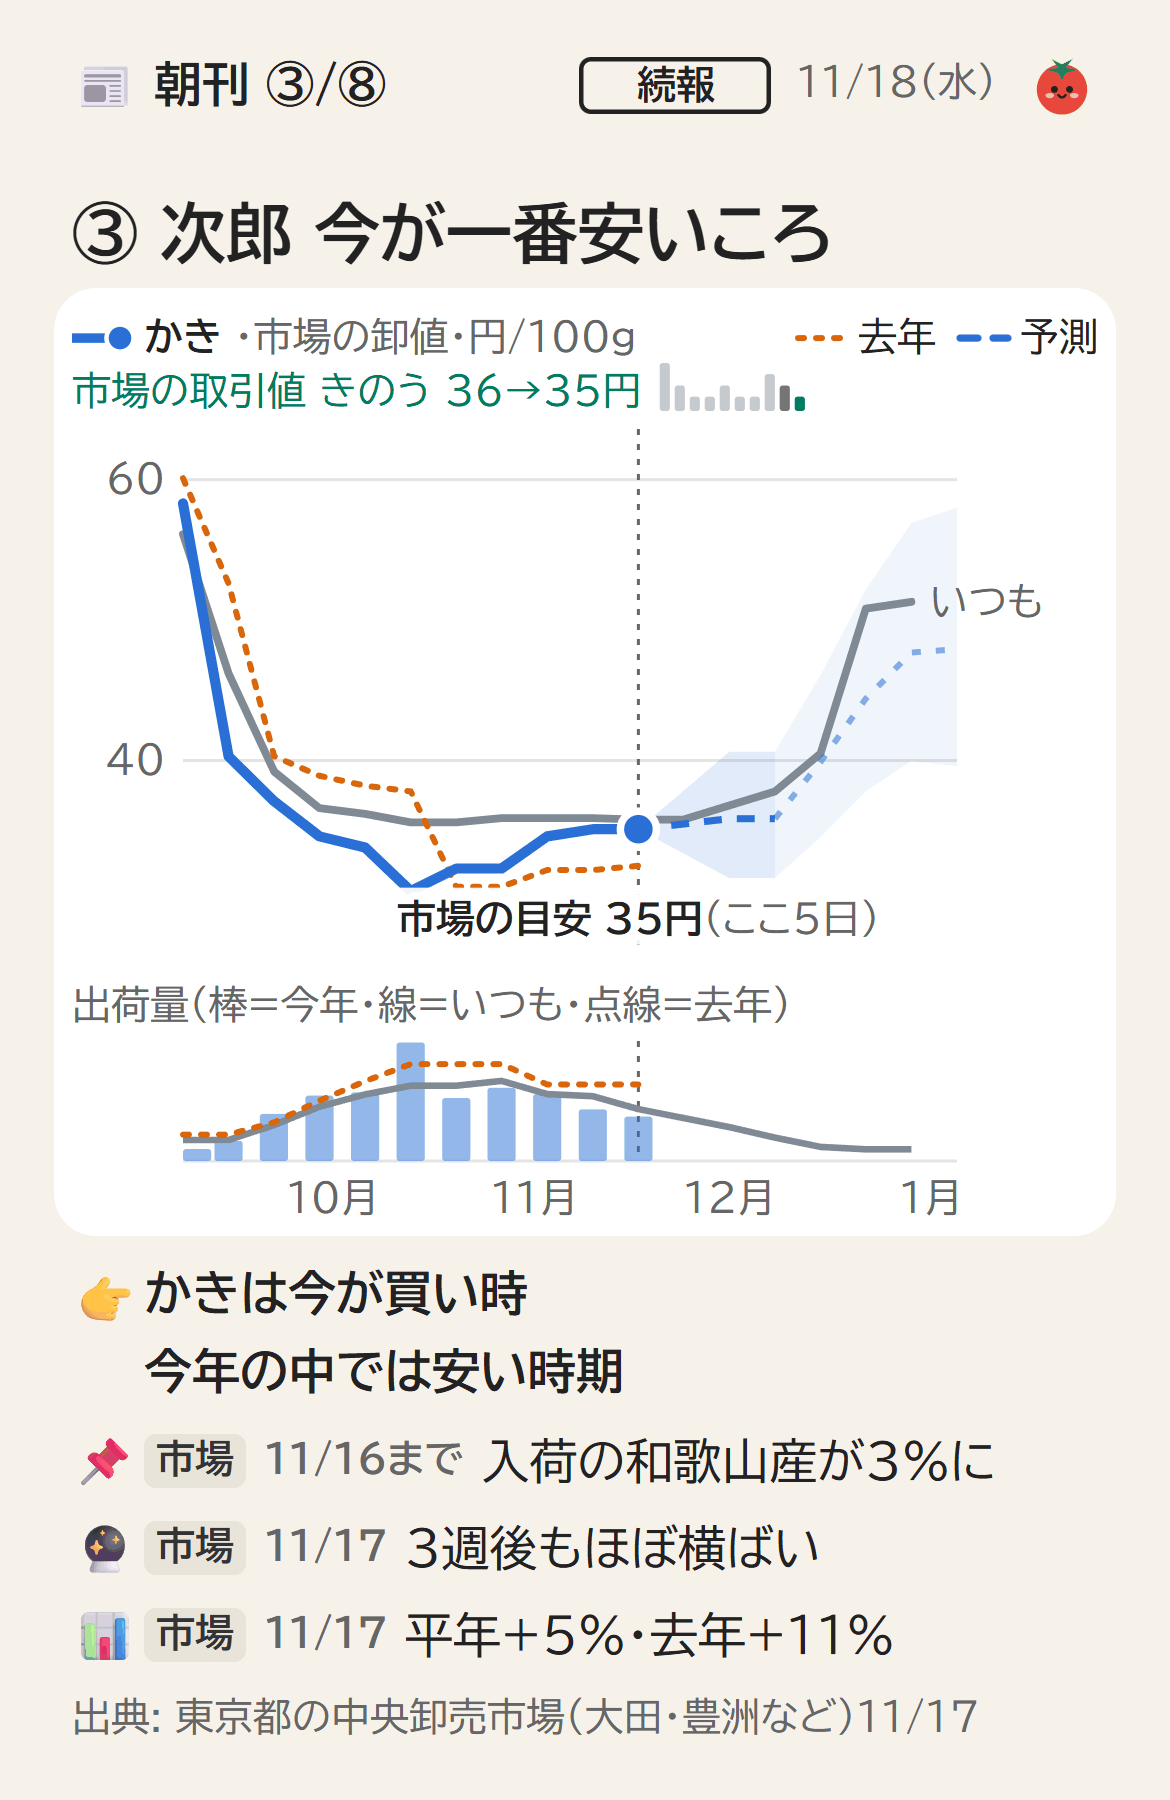 朝刊 ③/⑧ 続報 11/18(水)
③ 次郎 今が一番安いころ
かき ・市場の卸値・円/100g 去年 予測
市場の取引値 きのう 36→35円
60
いつも
40
市場の目安 35円(ここ5日)
出荷量(棒=今年・線=いつも・点線=去年)
10月 11月 12月 1月
かきは今が買い時
今年の中では安い時期
市場 11/16まで 入荷の和歌山産が3%に
市場 11/17 3週後もほぼ横ばい
市場 11/17 平年+5%・去年+11%
出典: 東京都の中央卸売市場(大田・豊洲など)11/17